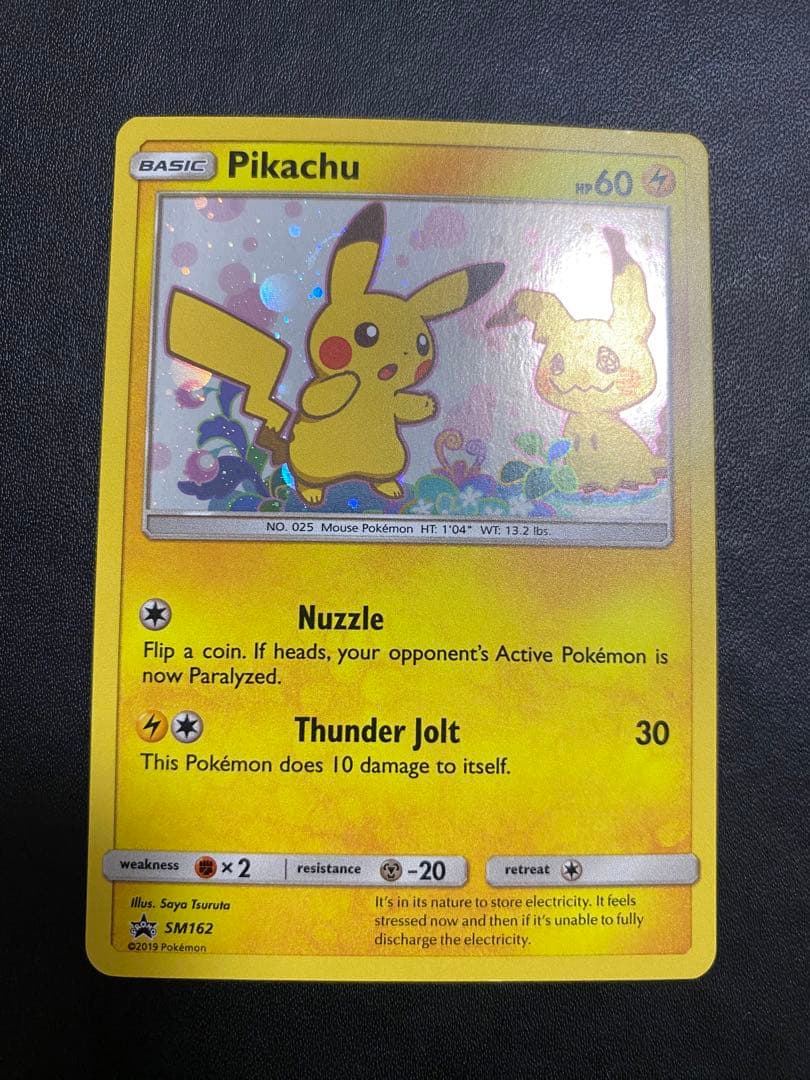 BASIC Pikachu HP 60
NO. 025 Mouse Pokémon HT: 1'04" WT: 13.2 lbs.
Nuzzle
Flip a coin. If heads, your opponent's Active Pokémon is
now Paralyzed.
Thunder Jolt 30
This Pokémon does 10 damage to itself.
weakness ×2 resistance -20 retreat
Illus. Saya Tsuruta
PROMO SM162
©2019 Pokémon
It's in its nature to store electricity. It feels
stressed now and then if it's unable to fully
discharge the electricity.